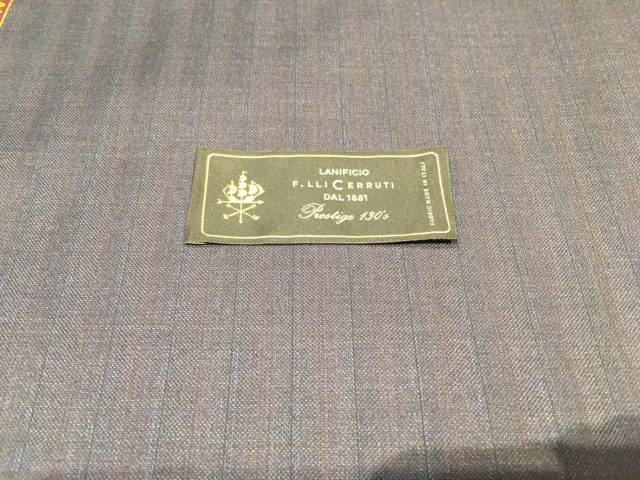 LANIFICIO
F.LLI CERRUTI
DAL 1881
Prestige 130's
FABRIC MADE IN ITALY